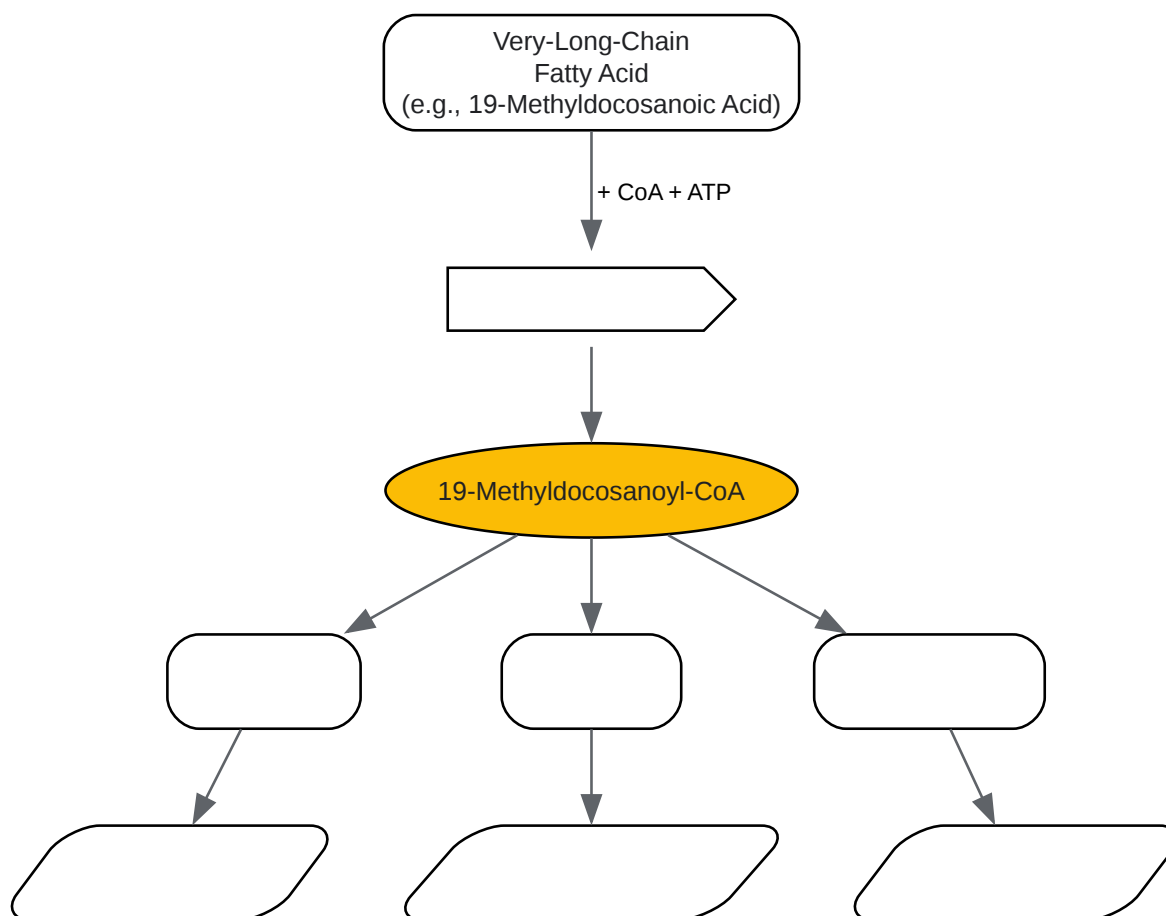 Very-Long-Chain
Fatty Acid
(e.g., 19-Methyldocosanoic Acid)
+ CoA + ATP
19-Methyldocosanoyl-CoA